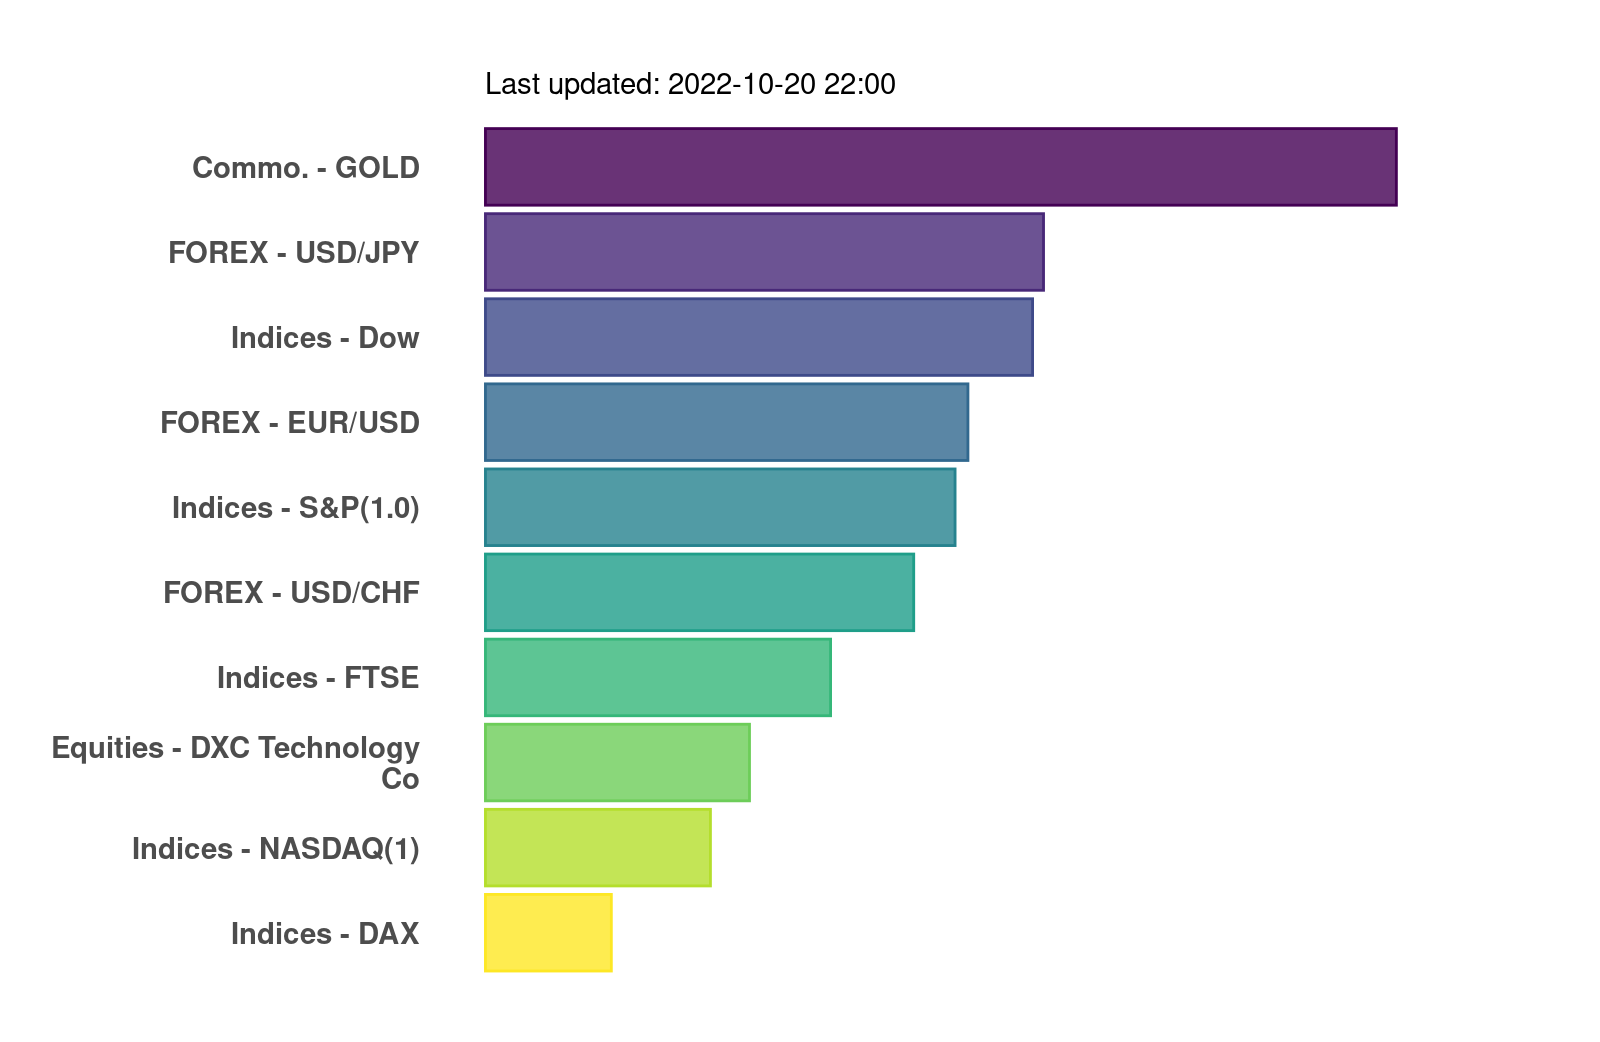 Last updated: 2022-10-20 22:00
Commo. - GOLD
FOREX - USD/JPY
Indices - Dow
FOREX - EUR/USD
Indices - S&P(1.0)
FOREX - USD/CHF
Indices - FTSE
Equities - DXC Technology
Co
Indices - NASDAQ(1)
Indices - DAX